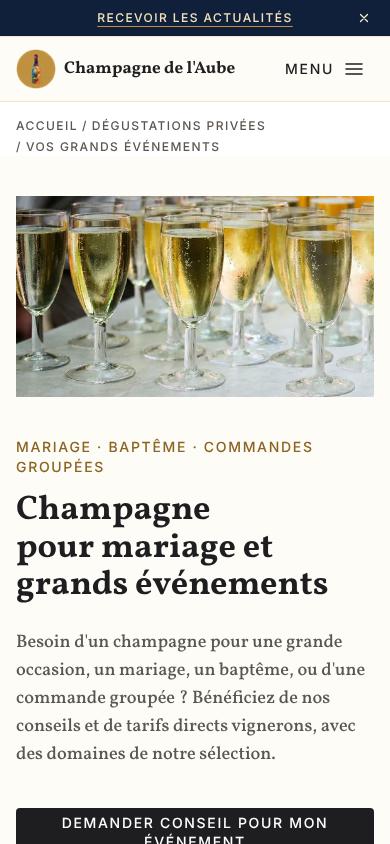 RECEVOIR LES ACTUALITÉS ×
Champagne de l'Aube MENU
ACCUEIL / DÉGUSTATIONS PRIVÉES
/ VOS GRANDS ÉVÉNEMENTS
MARIAGE · BAPTÊME · COMMANDES
GROUPÉES
Champagne
pour mariage et
grands événements
Besoin d'un champagne pour une grande
occasion, un mariage, un baptême, ou d'une
commande groupée ? Bénéficiez de nos
conseils et de tarifs directs vignerons, avec
des domaines de notre sélection.
DEMANDER CONSEIL POUR MON
ÉVÉNEMENT